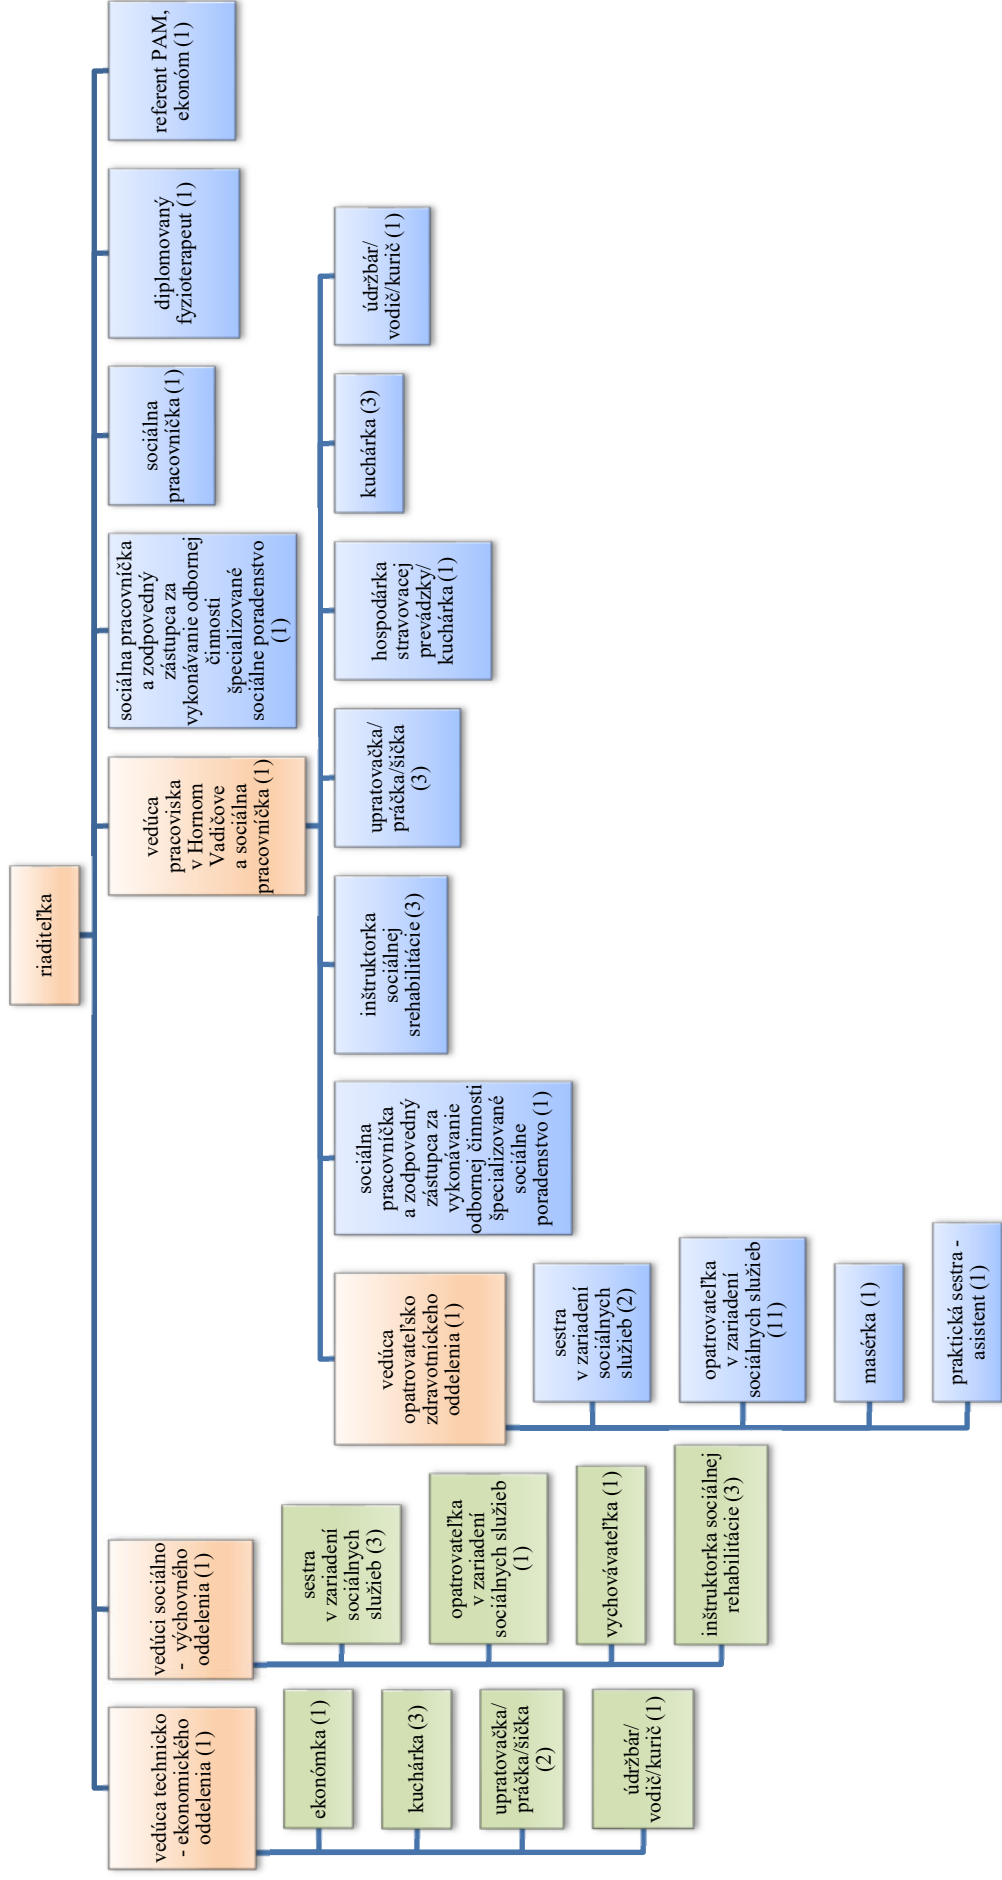 riaditeľka
vedúca technicko
- ekonomického
oddelenia (1)
ekonómka (1)
kuchárka (3)
upratovačka/
práčka/šička
(2)
údržbár/
vodič/kurič (1)
vedúci sociálno
- výchovného
oddelenia (1)
sestra
v zariadení
sociálnych
služieb (3)
opatrovateľka
v zariadení
sociálnych služieb
(1)
vychovávateľka (1)
inštruktorka sociálnej
rehabilitácie (3)
vedúca
pracoviska
v Hornom
Vadičove
a sociálna
pracovníčka (1)
vedúca
opatrovateľsko
zdravotníckeho
oddelenia (1)
sestra
v zariadení
sociálnych
služieb (2)
opatrovateľka
v zariadení
sociálnych služieb
(11)
masérka (1)
praktická sestra -
asistent (1)
sociálna
pracovníčka
a zodpovedný
zástupca za
vykonávanie
odbornej činnosti
špecializované
sociálne
poradenstvo (1)
inštruktorka
sociálnej
srehabilitácie (3)
upratovačka/
práčka/šička
(3)
hospodárka
stravovacej
prevádzky/
kuchárka (1)
kuchárka (3)
údržbár/
vodič/kurič (1)
sociálna pracovníčka
a zodpovedný
zástupca za
vykonávanie odbornej
činnosti
špecializované
sociálne poradenstvo
(1)
sociálna
pracovníčka (1)
diplomovaný
fyzioterapeut (1)
referent PAM,
ekonóm (1)